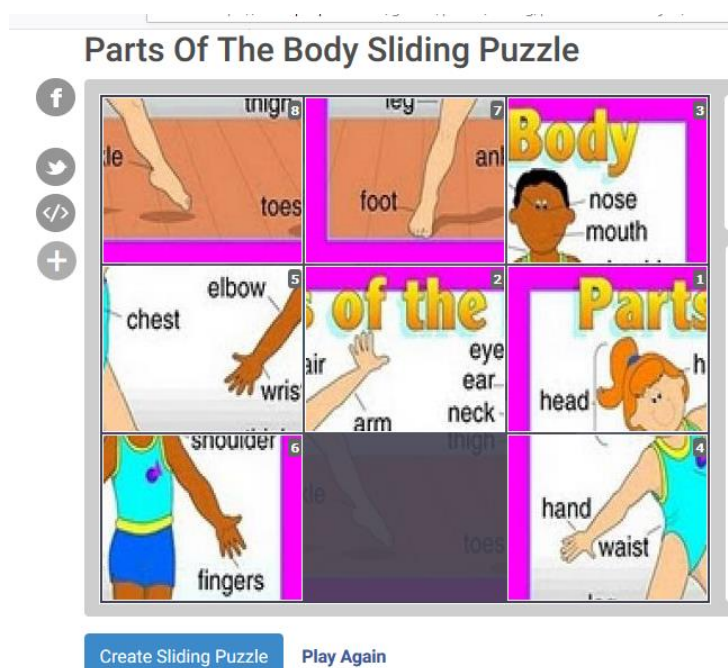 Parts Of The Body Sliding Puzzle
f
thigh 8
leg 7
3
Body
toes
foot
nose
mouth
5
2
1
elbow
chest
s of the
Parts
air
eye
ear
neck
arm
head
h
shoulder 6
thigh
4
toes
hand
waist
fingers
Create Sliding Puzzle Play Again